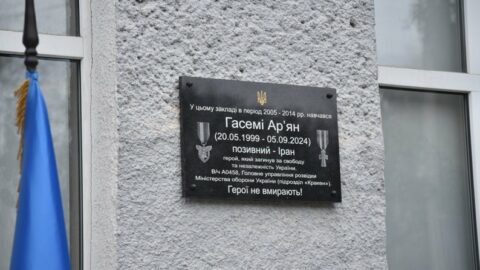 У цьому закладі в період 2005 - 2014 рр. навчався
Гасемі Ар'ян
(20.05.1999 - 05.09.2024)
позивний - Іран
герой, який загинув за свободу
та незалежність України.
В/ч А0458, Головне управління розвідки
Міністерства оборони України (підрозділ «Кракен»).
Герої не вмирають!